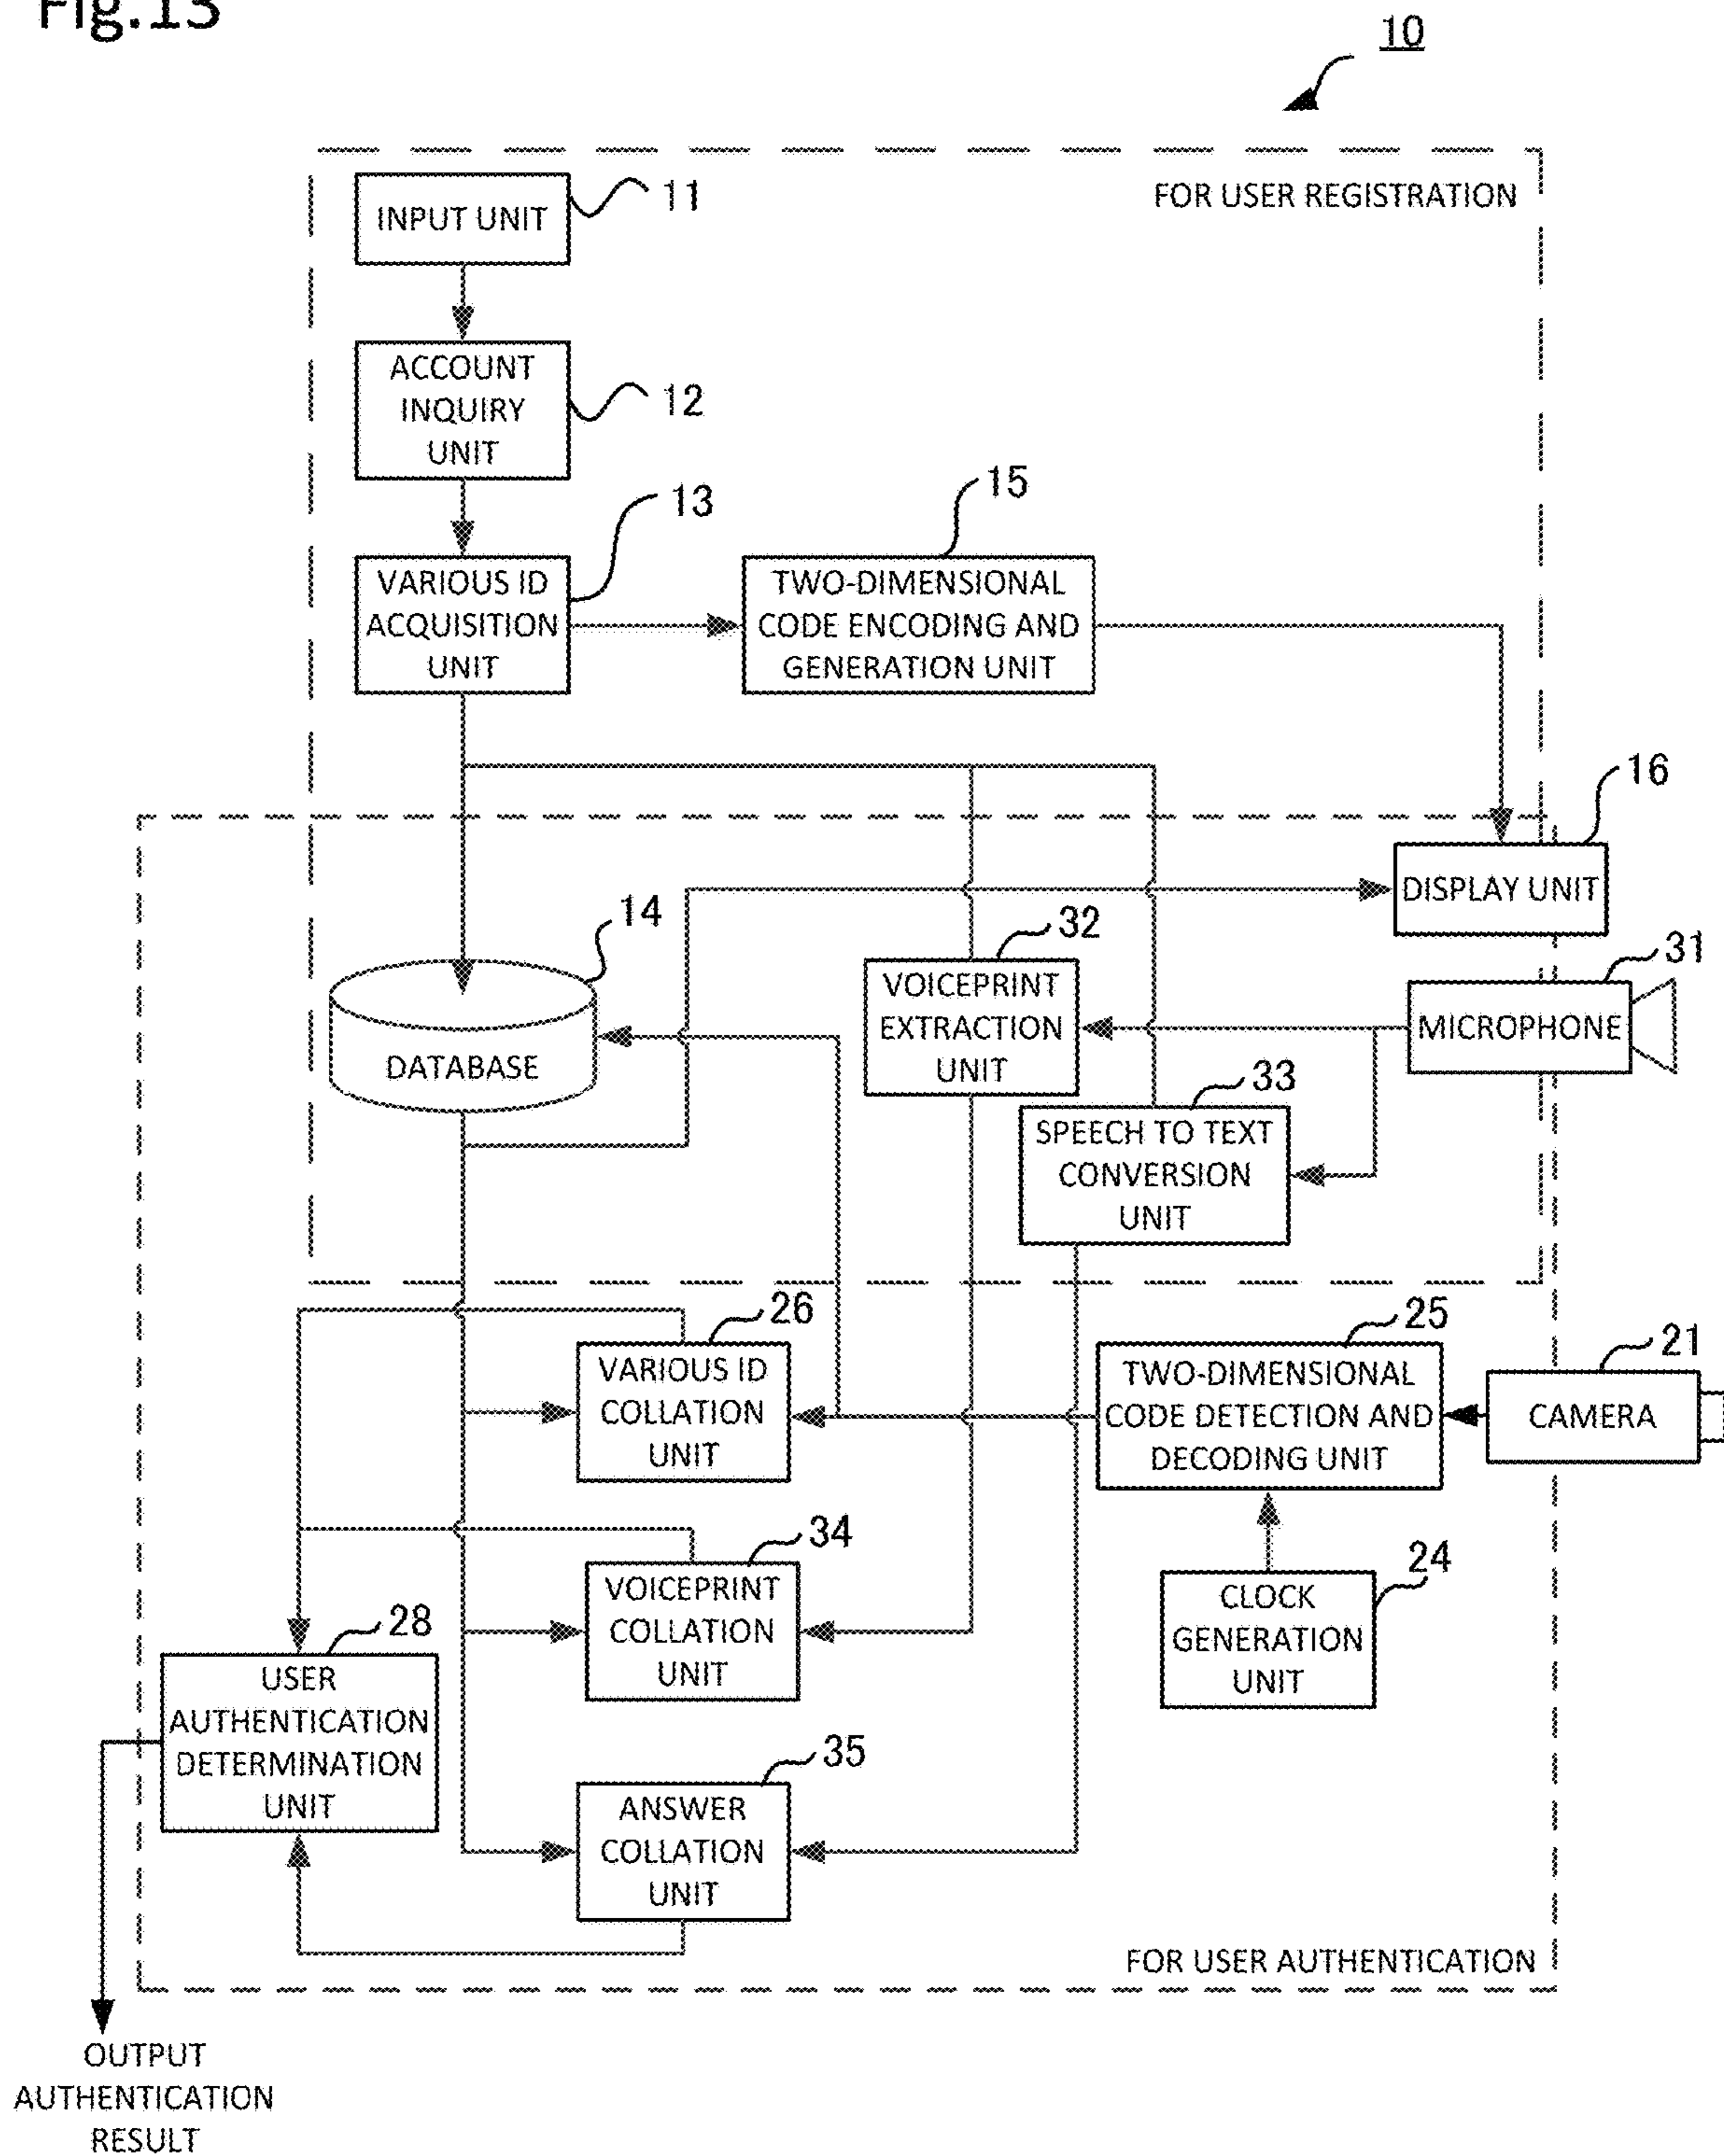 Fig.13
10
FOR USER REGISTRATION
INPUT UNIT
11
ACCOUNT
INQUIRY
UNIT
12
VARIOUS ID
ACQUISITION
UNIT
13
TWO-DIMENSIONAL
CODE ENCODING AND
GENERATION UNIT
15
16
DISPLAY UNIT
14
DATABASE
32
VOICEPRINT
EXTRACTION
UNIT
31
MICROPHONE
33
SPEECH TO TEXT
CONVERSION
UNIT
26
VARIOUS ID
COLLATION
UNIT
25
TWO-DIMENSIONAL
CODE DETECTION AND
DECODING UNIT
21
CAMERA
34
VOICEPRINT
COLLATION
UNIT
24
CLOCK
GENERATION
UNIT
28
USER
AUTHENTICATION
DETERMINATION
UNIT
35
ANSWER
COLLATION
UNIT
FOR USER AUTHENTICATION
OUTPUT
AUTHENTICATION
RESULT